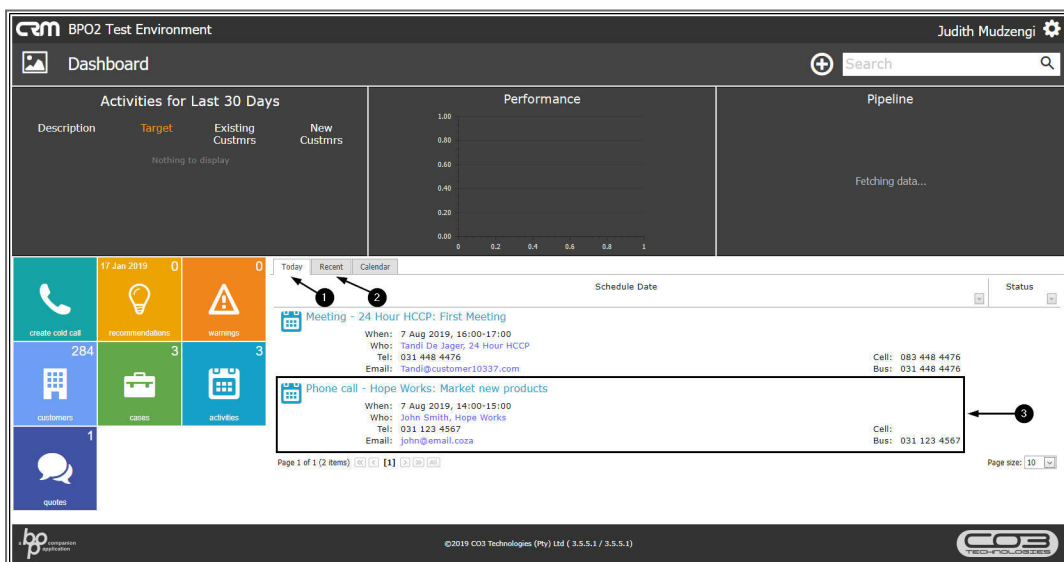 CRM BPO2 Test Environment
Judith Mudzengi
Dashboard
Search
Activities for Last 30 Days
Description Target Existing Custmrs New Custmrs
Nothing to display
Performance
1.00
0.80
0.60
0.40
0.20
0.00
0 0.2 0.4 0.6 0.8 1
Pipeline
Fetching data...
create cold call
17 Jan 2019 0
recommendations
0
warnings
284
customers
3
cases
3
activities
1
quotes
Today Recent Calendar
1 2
Schedule Date Status
Meeting - 24 Hour HCCP: First Meeting
When: 7 Aug 2019, 16:00-17:00
Who: Tandi De Jager, 24 Hour HCCP
Tel: 031 448 4476 Cell: 083 448 4476
Email: Tandi@customer10337.com Bus: 031 448 4476
Phone call - Hope Works: Market new products
When: 7 Aug 2019, 14:00-15:00
Who: John Smith, Hope Works
3
Tel: 031 123 4567 Cell:
Email: john@email.coza Bus: 031 123 4567
Page 1 of 1 (2 items) [1] All Page size: 10
a bp companion application
©2019 CO3 Technologies (Pty) Ltd ( 3.5.5.1 / 3.5.5.1)
CO3
TECHNOLOGIES